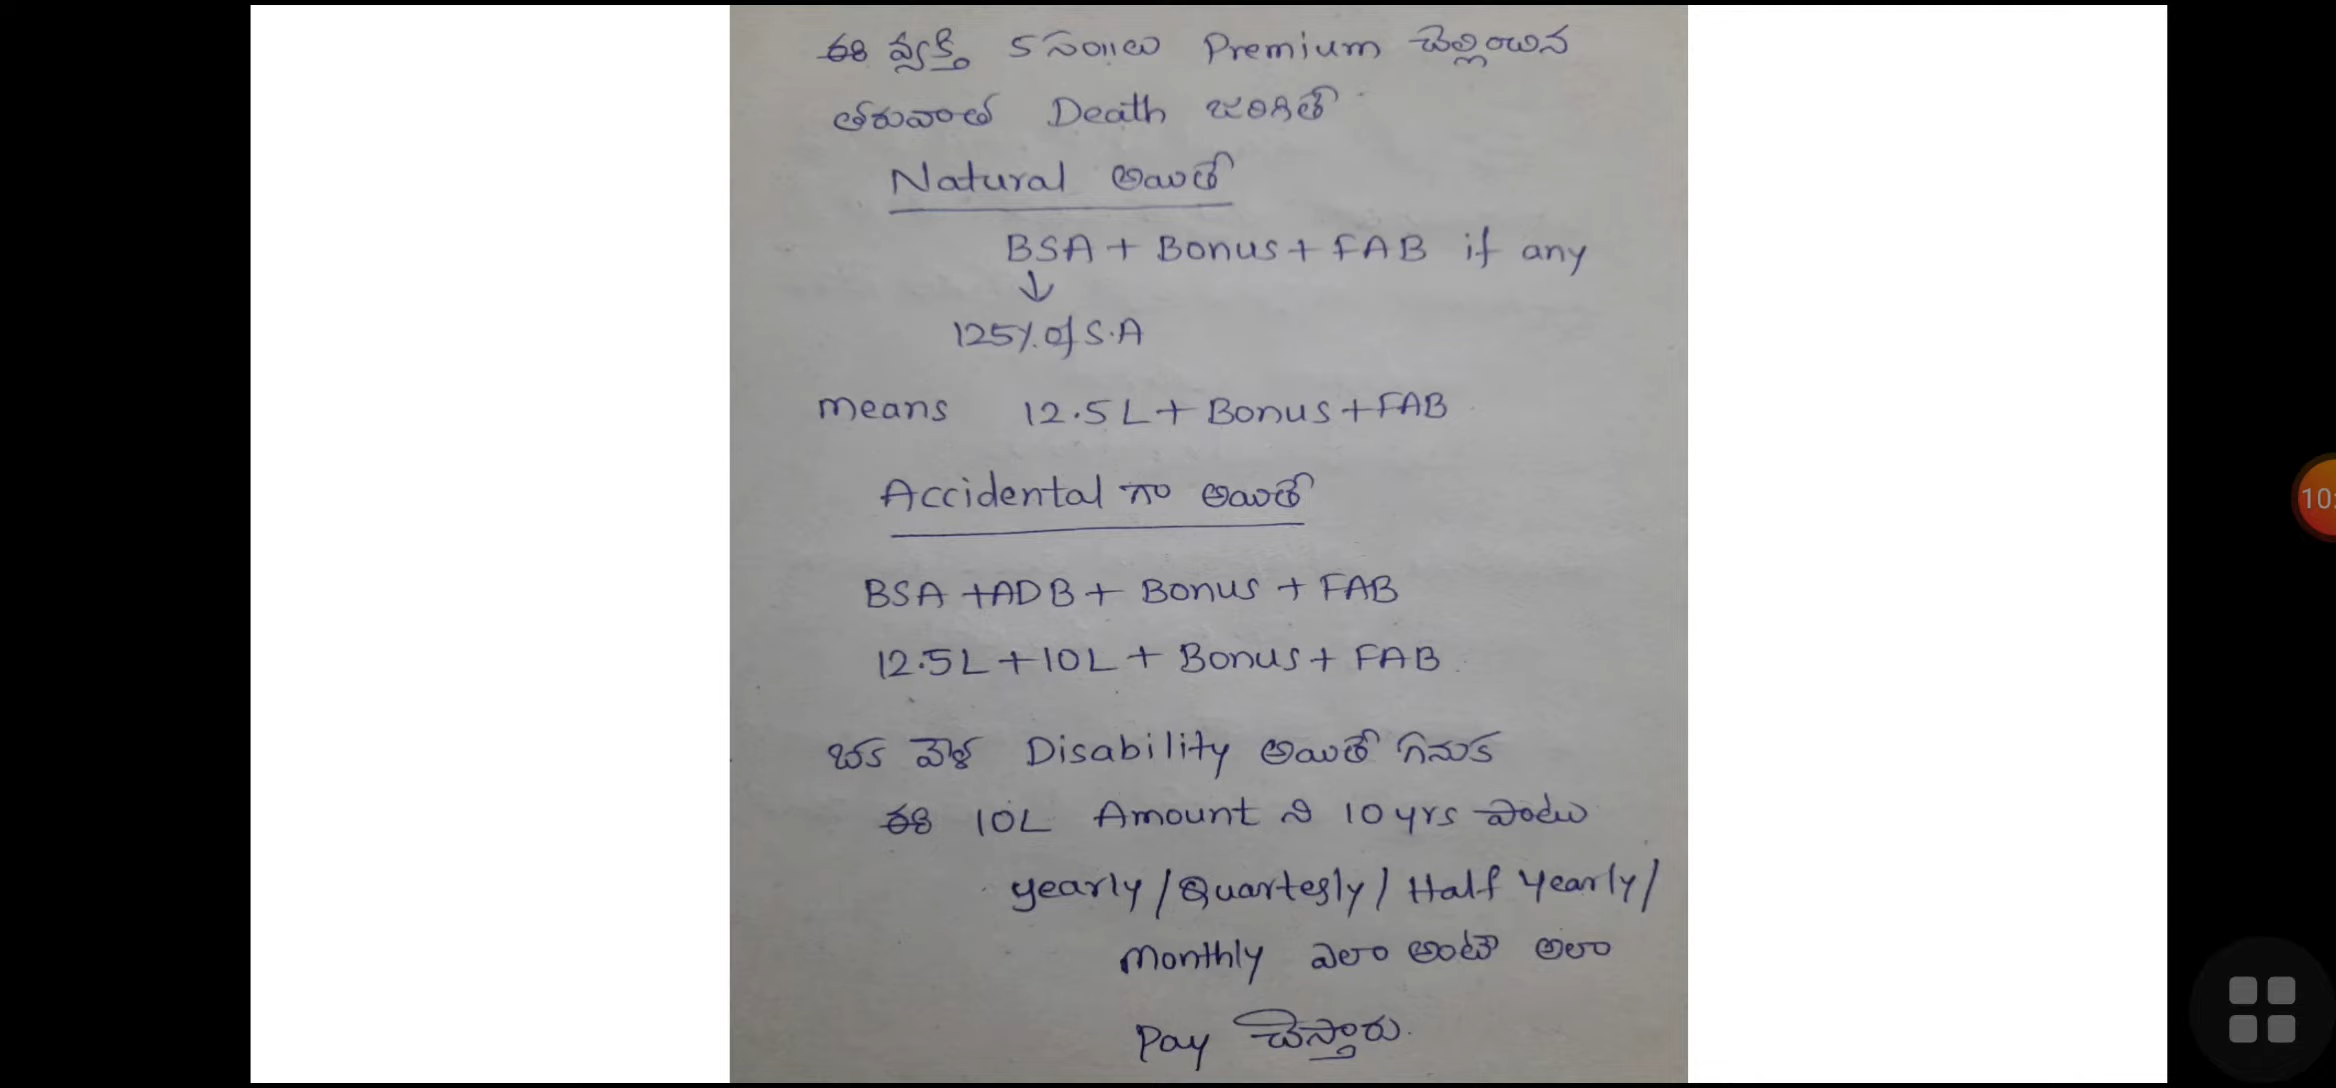 ఈ వ్యక్తి 5 సం॥లు Premium చెల్లించిన
తరువాత Death జరిగితే
Natural అయితే
BSA + Bonus + FAB if any
↓
125% of S.A
means 12.5L + Bonus + FAB
Accidental గా అయితే
BSA + ADB + Bonus + FAB
12.5L + 10L + Bonus + FAB
ఒక వేళ Disability అయితే గినుక
ఈ 10L Amount ని 10 yrs పాటు
yearly / Quarterly / Half Yearly /
Monthly ఎలా అంటే అలా
Pay చేస్తారు.
10: